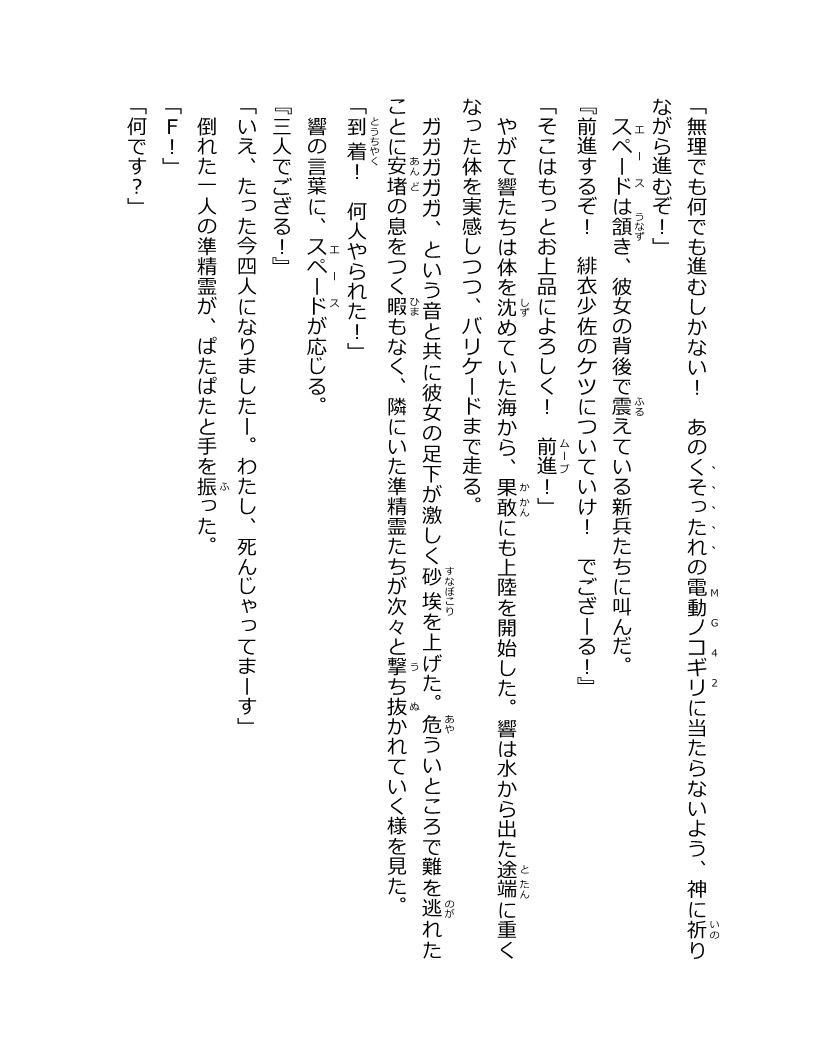 「無理でも何でも進むしかない！　あのくそったれの電動ノコギリに当たらないよう、神に祈り
ながら進むぞ！」
　スペードは頷き、彼女の背後で震えている新兵たちに叫んだ。
『前進するぞ！　緋衣少佐のケツについていけ！　でござーる！』
「そこはもっとお上品によろしく！　前進！」
　やがて響たちは体を沈めていた海から、果敢にも上陸を開始した。響は水から出た途端に重く
なった体を実感しつつ、バリケードまで走る。
　ガガガガガ、という音と共に彼女の足下が激しく砂埃を上げた。危ういところで難を逃れた
ことに安堵の息をつく暇もなく、隣にいた準精霊たちが次々と撃ち抜かれていく様を見た。
「到着！　何人やられた！」
　響の言葉に、スペードが応じる。
『三人でござる！』
「いえ、たった今四人になりましたー。わたし、死んじゃってまーす」
　倒れた一人の準精霊が、ぱたぱたと手を振った。
「Ｆ！」
「何です？」